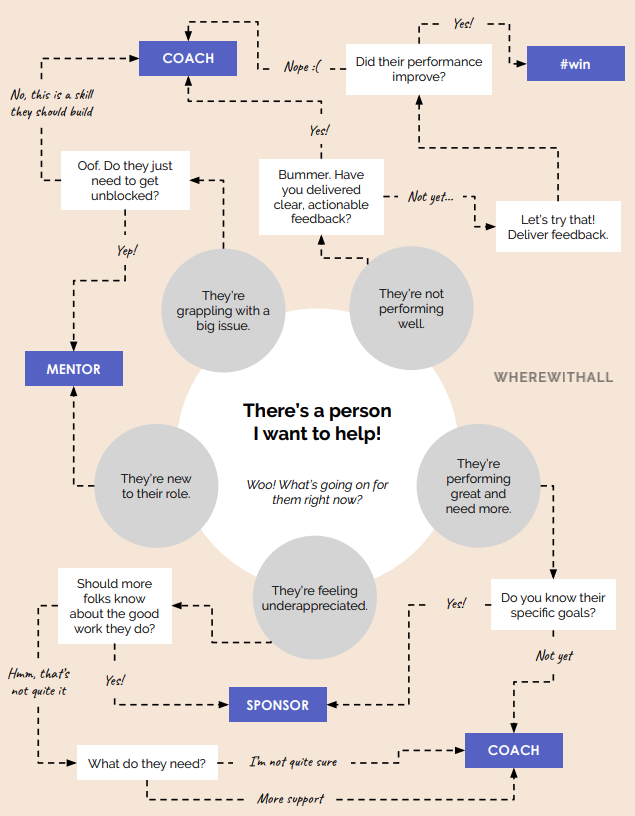 Yes!
COACH
Nope :(
Did their performance
improve?
#win
No, this is a skill
they should build
Yes!
Oof. Do they just
need to get
unblocked?
Bummer. Have
you delivered
clear, actionable
feedback?
Not yet...
Let's try that!
Deliver feedback.
Yep!
They're
grappling with a
big issue.
They're not
performing
well.
MENTOR
WHEREWITHALL
There's a person
I want to help!
Woo! What's going on for
them right now?
They're new
to their role.
They're
performing
great and
need more.
They're feeling
underappreciated.
Should more
folks know
about the good
work they do?
Yes!
Do you know their
specific goals?
Hmm, that's
not quite it
Yes!
Not yet
SPONSOR
COACH
What do they need?
I'm not quite sure
More support